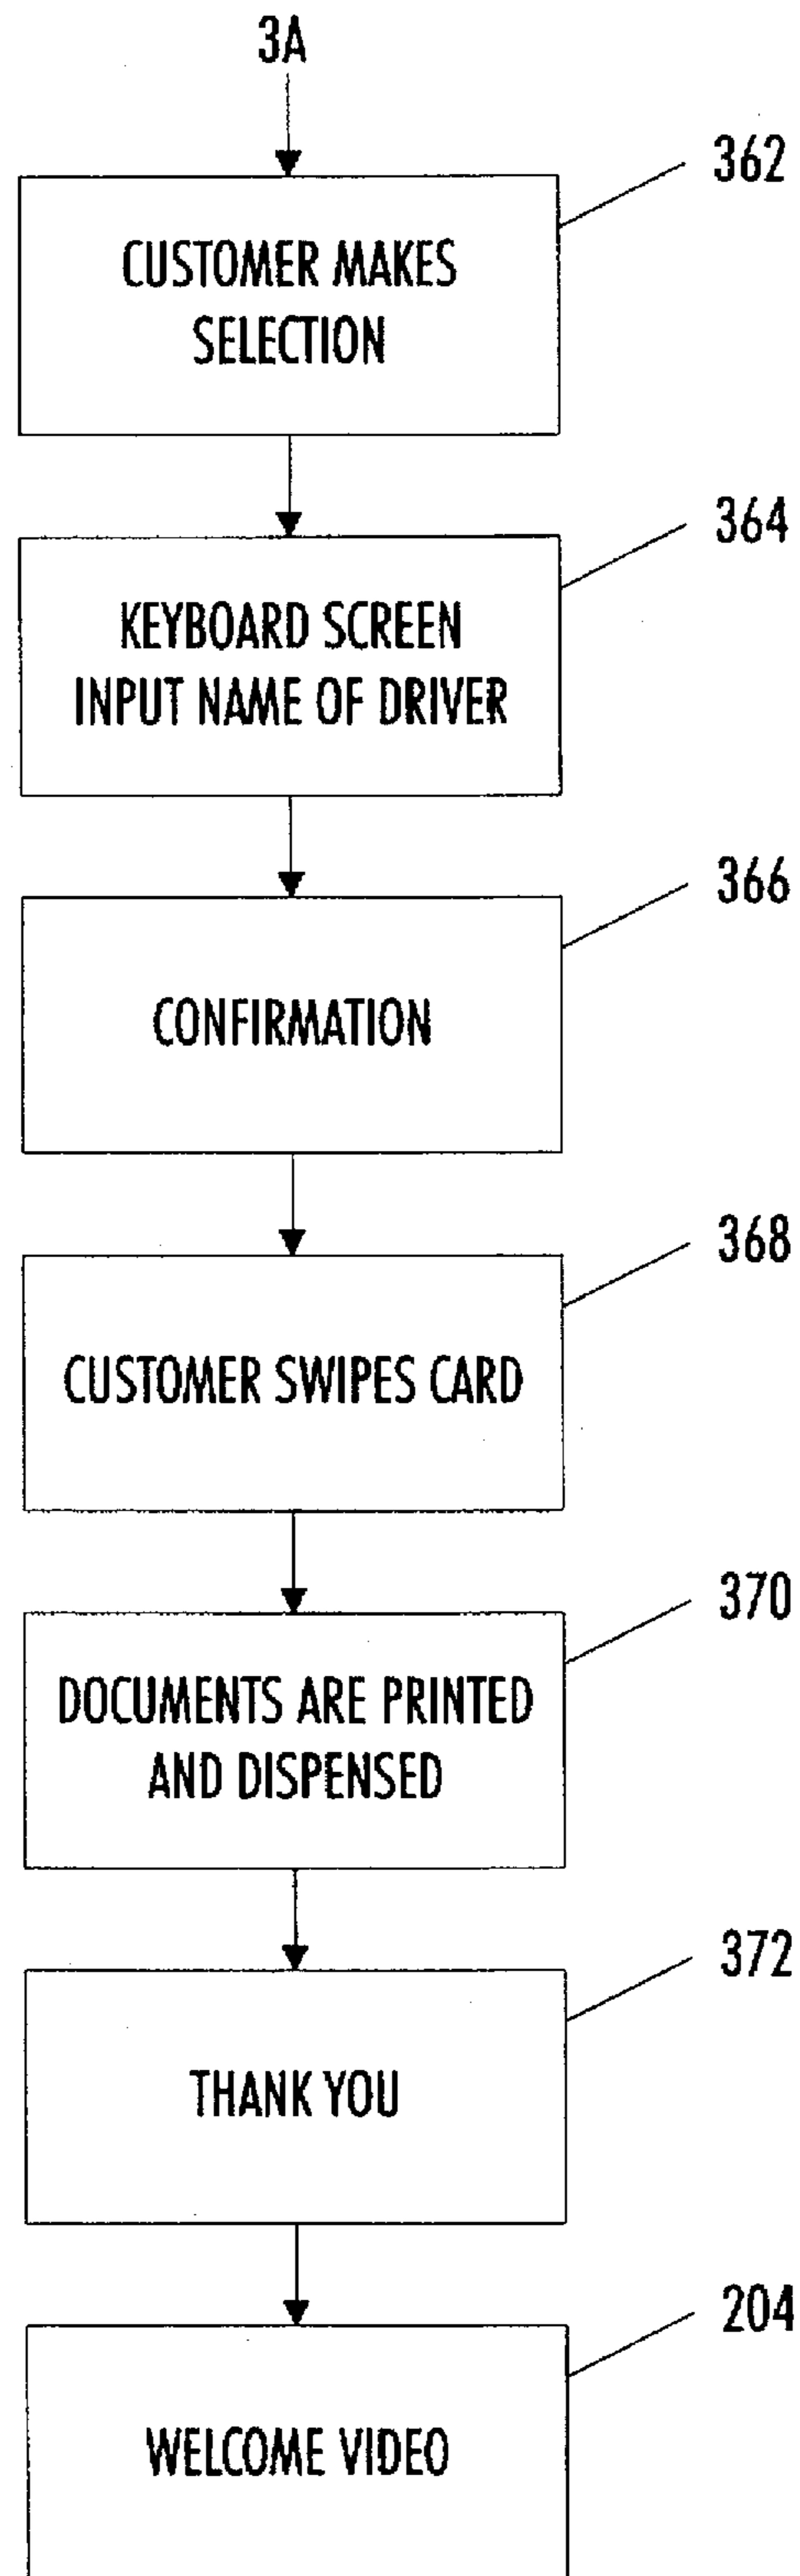 3A
362
CUSTOMER MAKES
SELECTION
364
KEYBOARD SCREEN
INPUT NAME OF DRIVER
366
CONFIRMATION
368
CUSTOMER SWIPES CARD
370
DOCUMENTS ARE PRINTED
AND DISPENSED
372
THANK YOU
204
WELCOME VIDEO